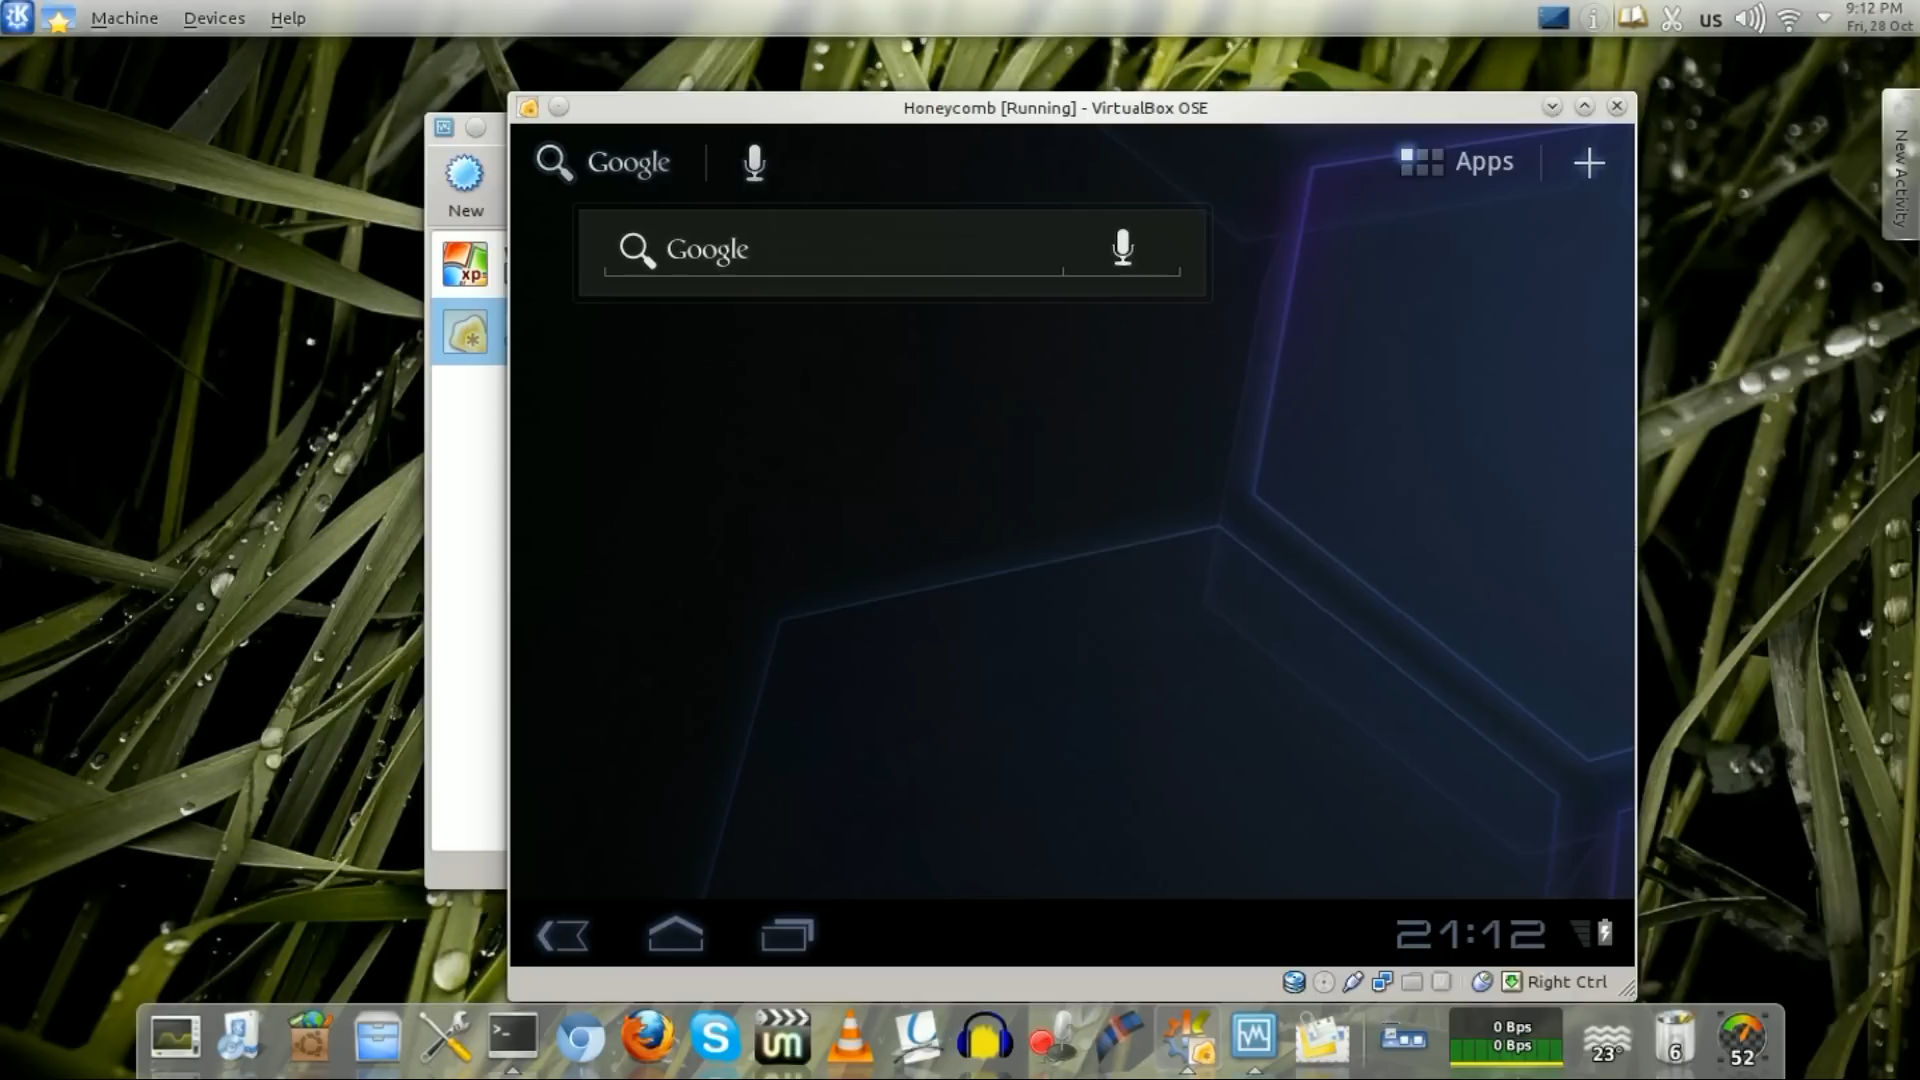 Machine Devices Help
us
9:12 PM
Fri, 28 Oct
Honeycomb [Running] - VirtualBox OSE
New Activity
Google
Apps
New
Google
xp
21:12
Right Ctrl
>_
um
0 Bps
0 Bps
23°
6
52